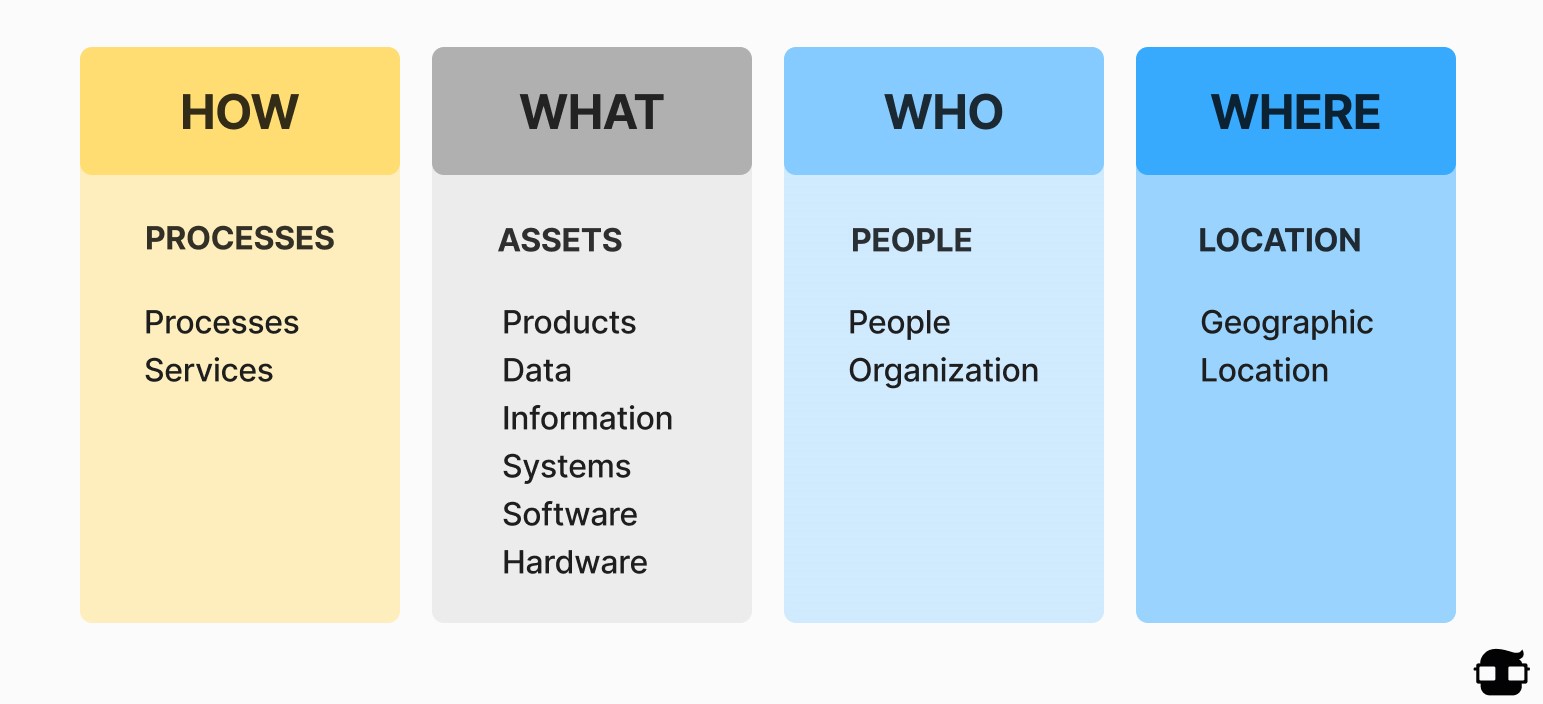 HOW
PROCESSES
Processes
Services
WHAT
ASSETS
Products
Data
Information
Systems
Software
Hardware
WHO
PEOPLE
People
Organization
WHERE
LOCATION
Geographic
Location